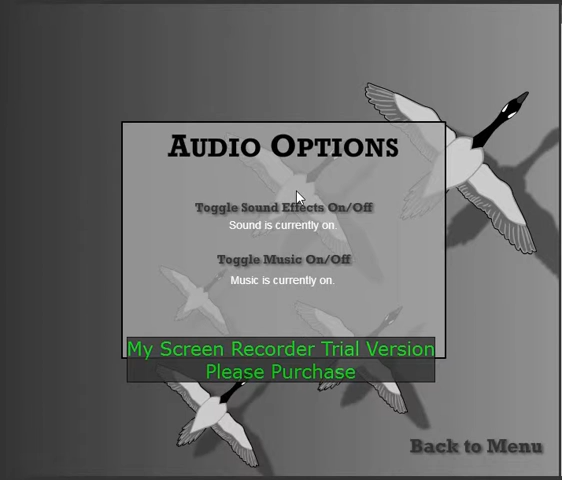 Audio Options
Toggle Sound Effects On/Off
Sound is currently on.
Toggle Music On/Off
Music is currently on.
My Screen Recorder Trial Version
Please Purchase
Back to Menu